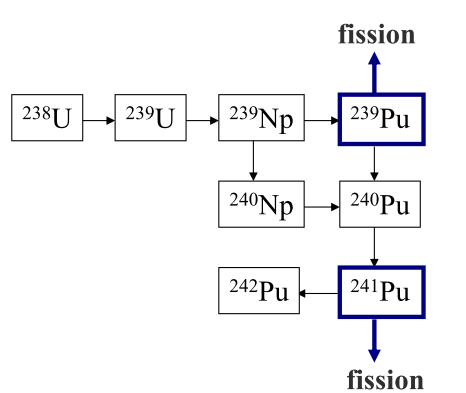 fission
²³⁸U
²³⁹U
²³⁹Np
²³⁹Pu
²⁴⁰Np
²⁴⁰Pu
²⁴²Pu
²⁴¹Pu
fission